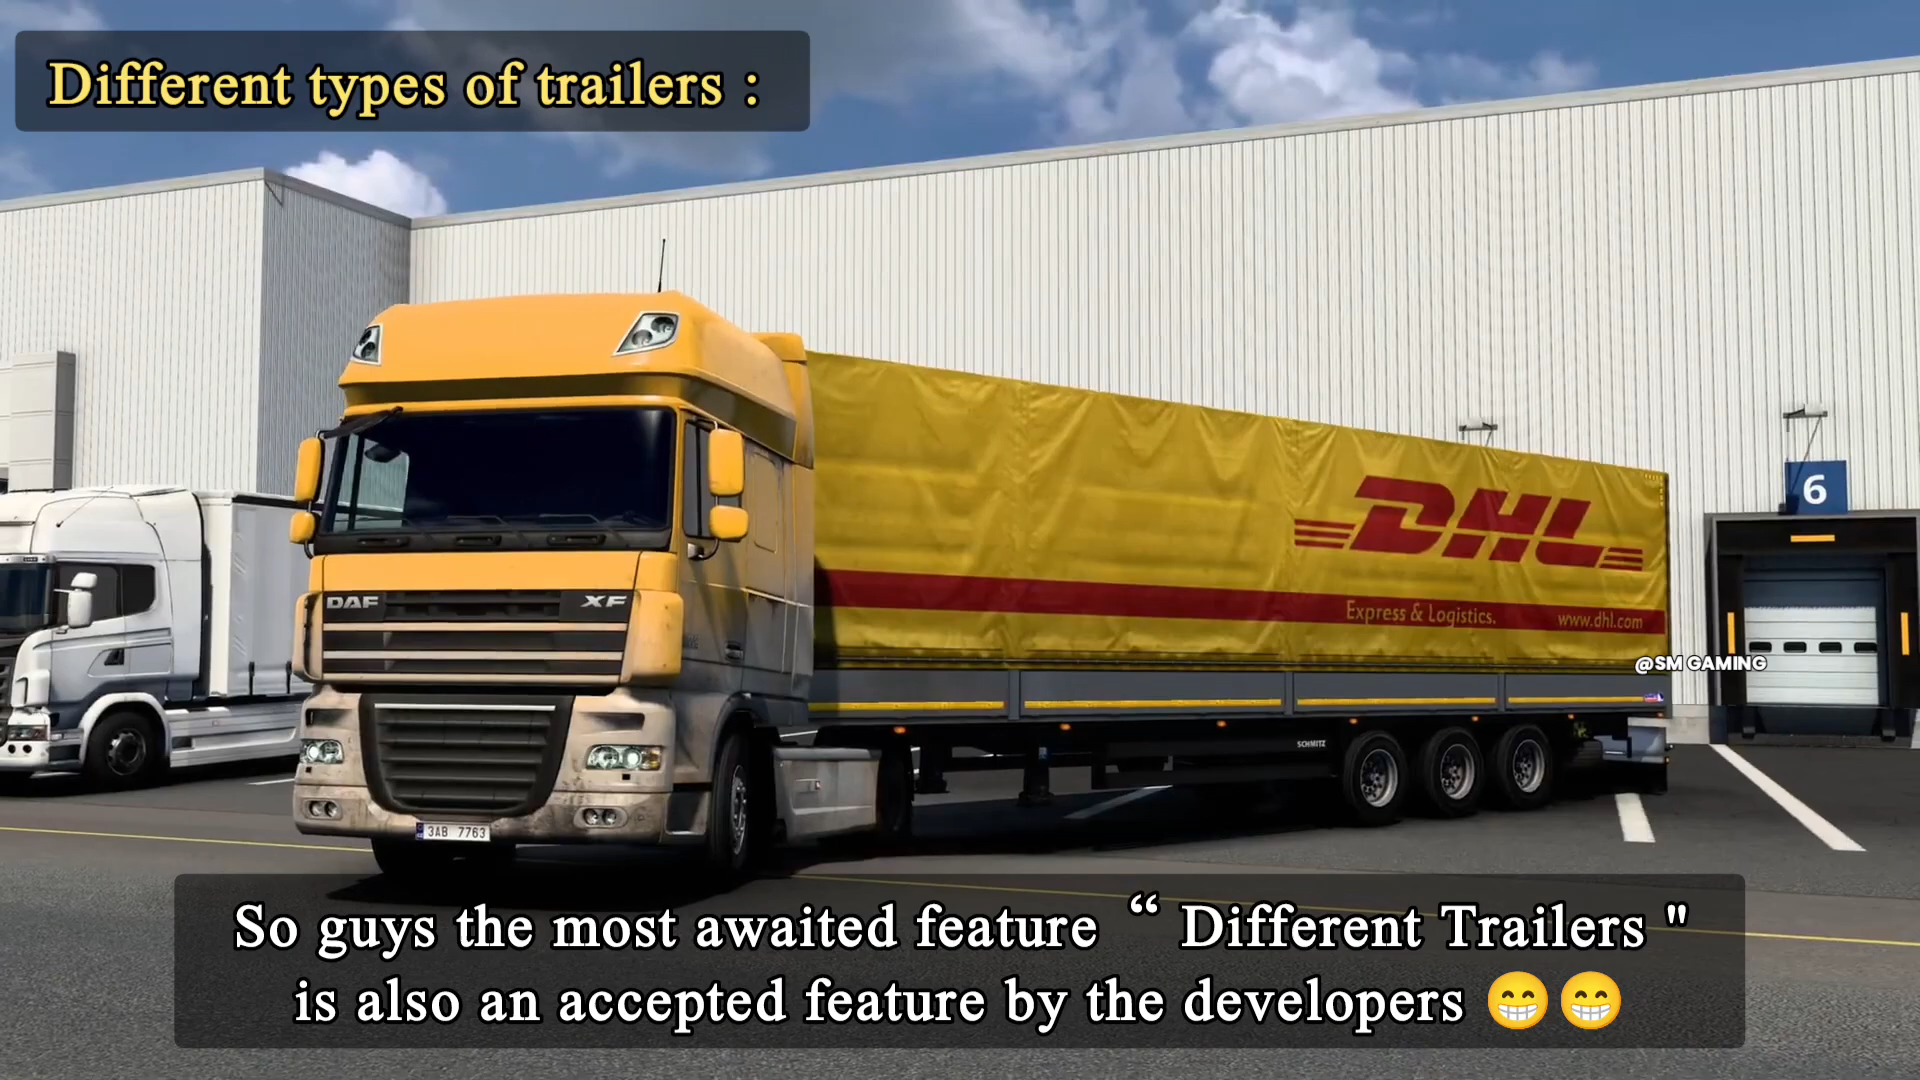 Different types of trailers :
6
DHL
DAF XF
Express & Logistics. www.dhl.com
@SM GAMING
SCHMITZ
3AB 7763
So guys the most awaited feature “ Different Trailers "
is also an accepted feature by the developers 😁😁